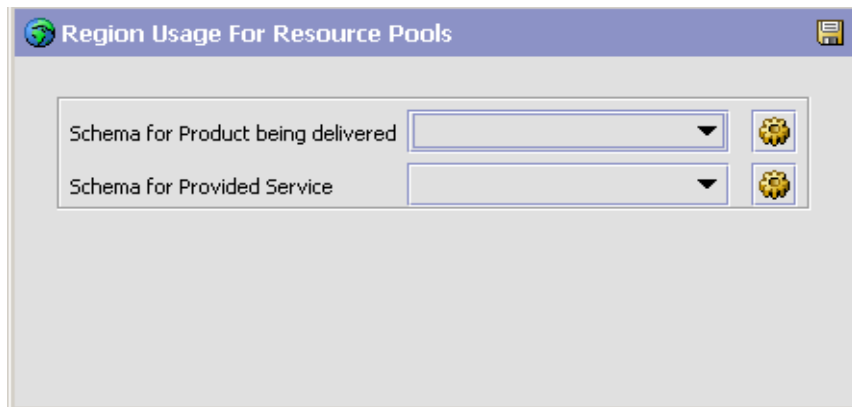 Region Usage For Resource Pools
Schema for Product being delivered
Schema for Provided Service